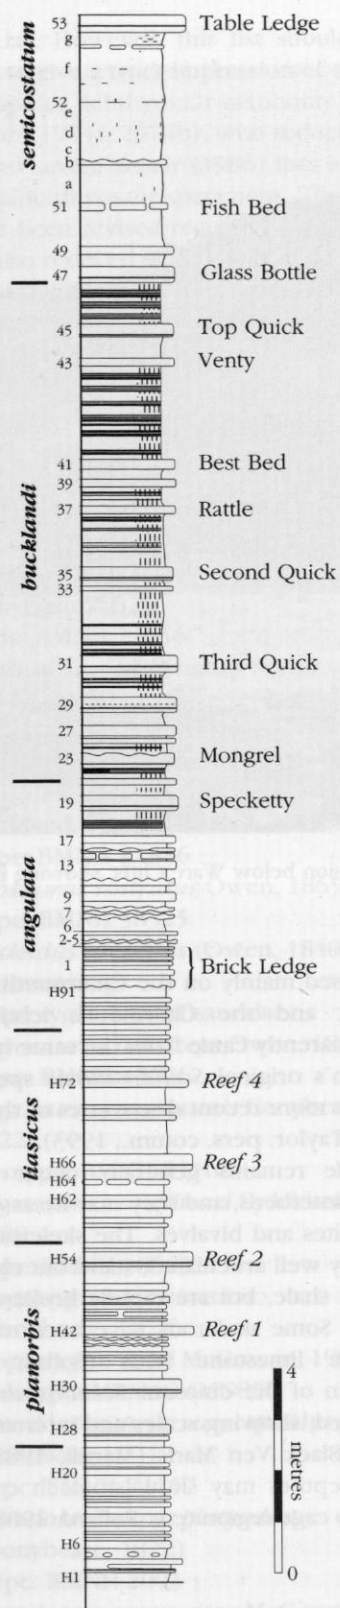 53 Table Ledge
g
f
52
e
d
c
b
a
51 Fish Bed
49
47 Glass Bottle
45 Top Quick
43 Venty
41 Best Bed
39
37 Rattle
35 Second Quick
33
31 Third Quick
29
27
23 Mongrel
19 Specketty
17
13
9
6
2-5
1 Brick Ledge
H91
H72 Reef 4
H66 Reef 3
H64
H62
H54 Reef 2
H42 Reef 1
H30
H28
H20
H6
H1
semicostatum
bucklandi
angulata
liasicus
planorbis
4
metres
0